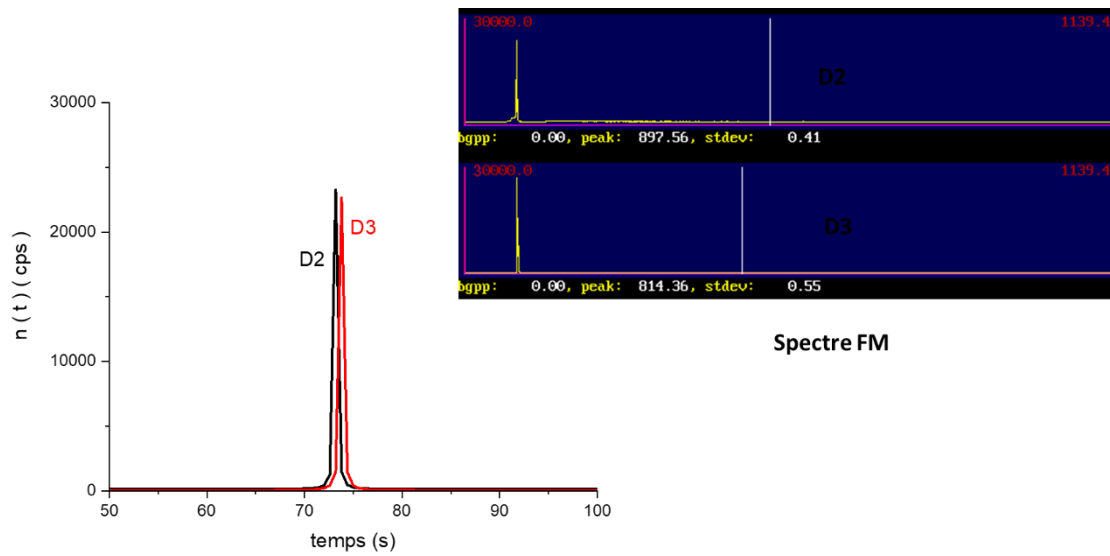 30000.0 1139.4
D2
bgpp: 0.00, peak: 897.56, stdev: 0.41
30000.0 1139.4
D3
bgpp: 0.00, peak: 814.36, stdev: 0.55
Spectre FM
30000
20000
10000
0
n ( t ) ( cps )
D2
D3
50 60 70 80 90 100
temps (s)